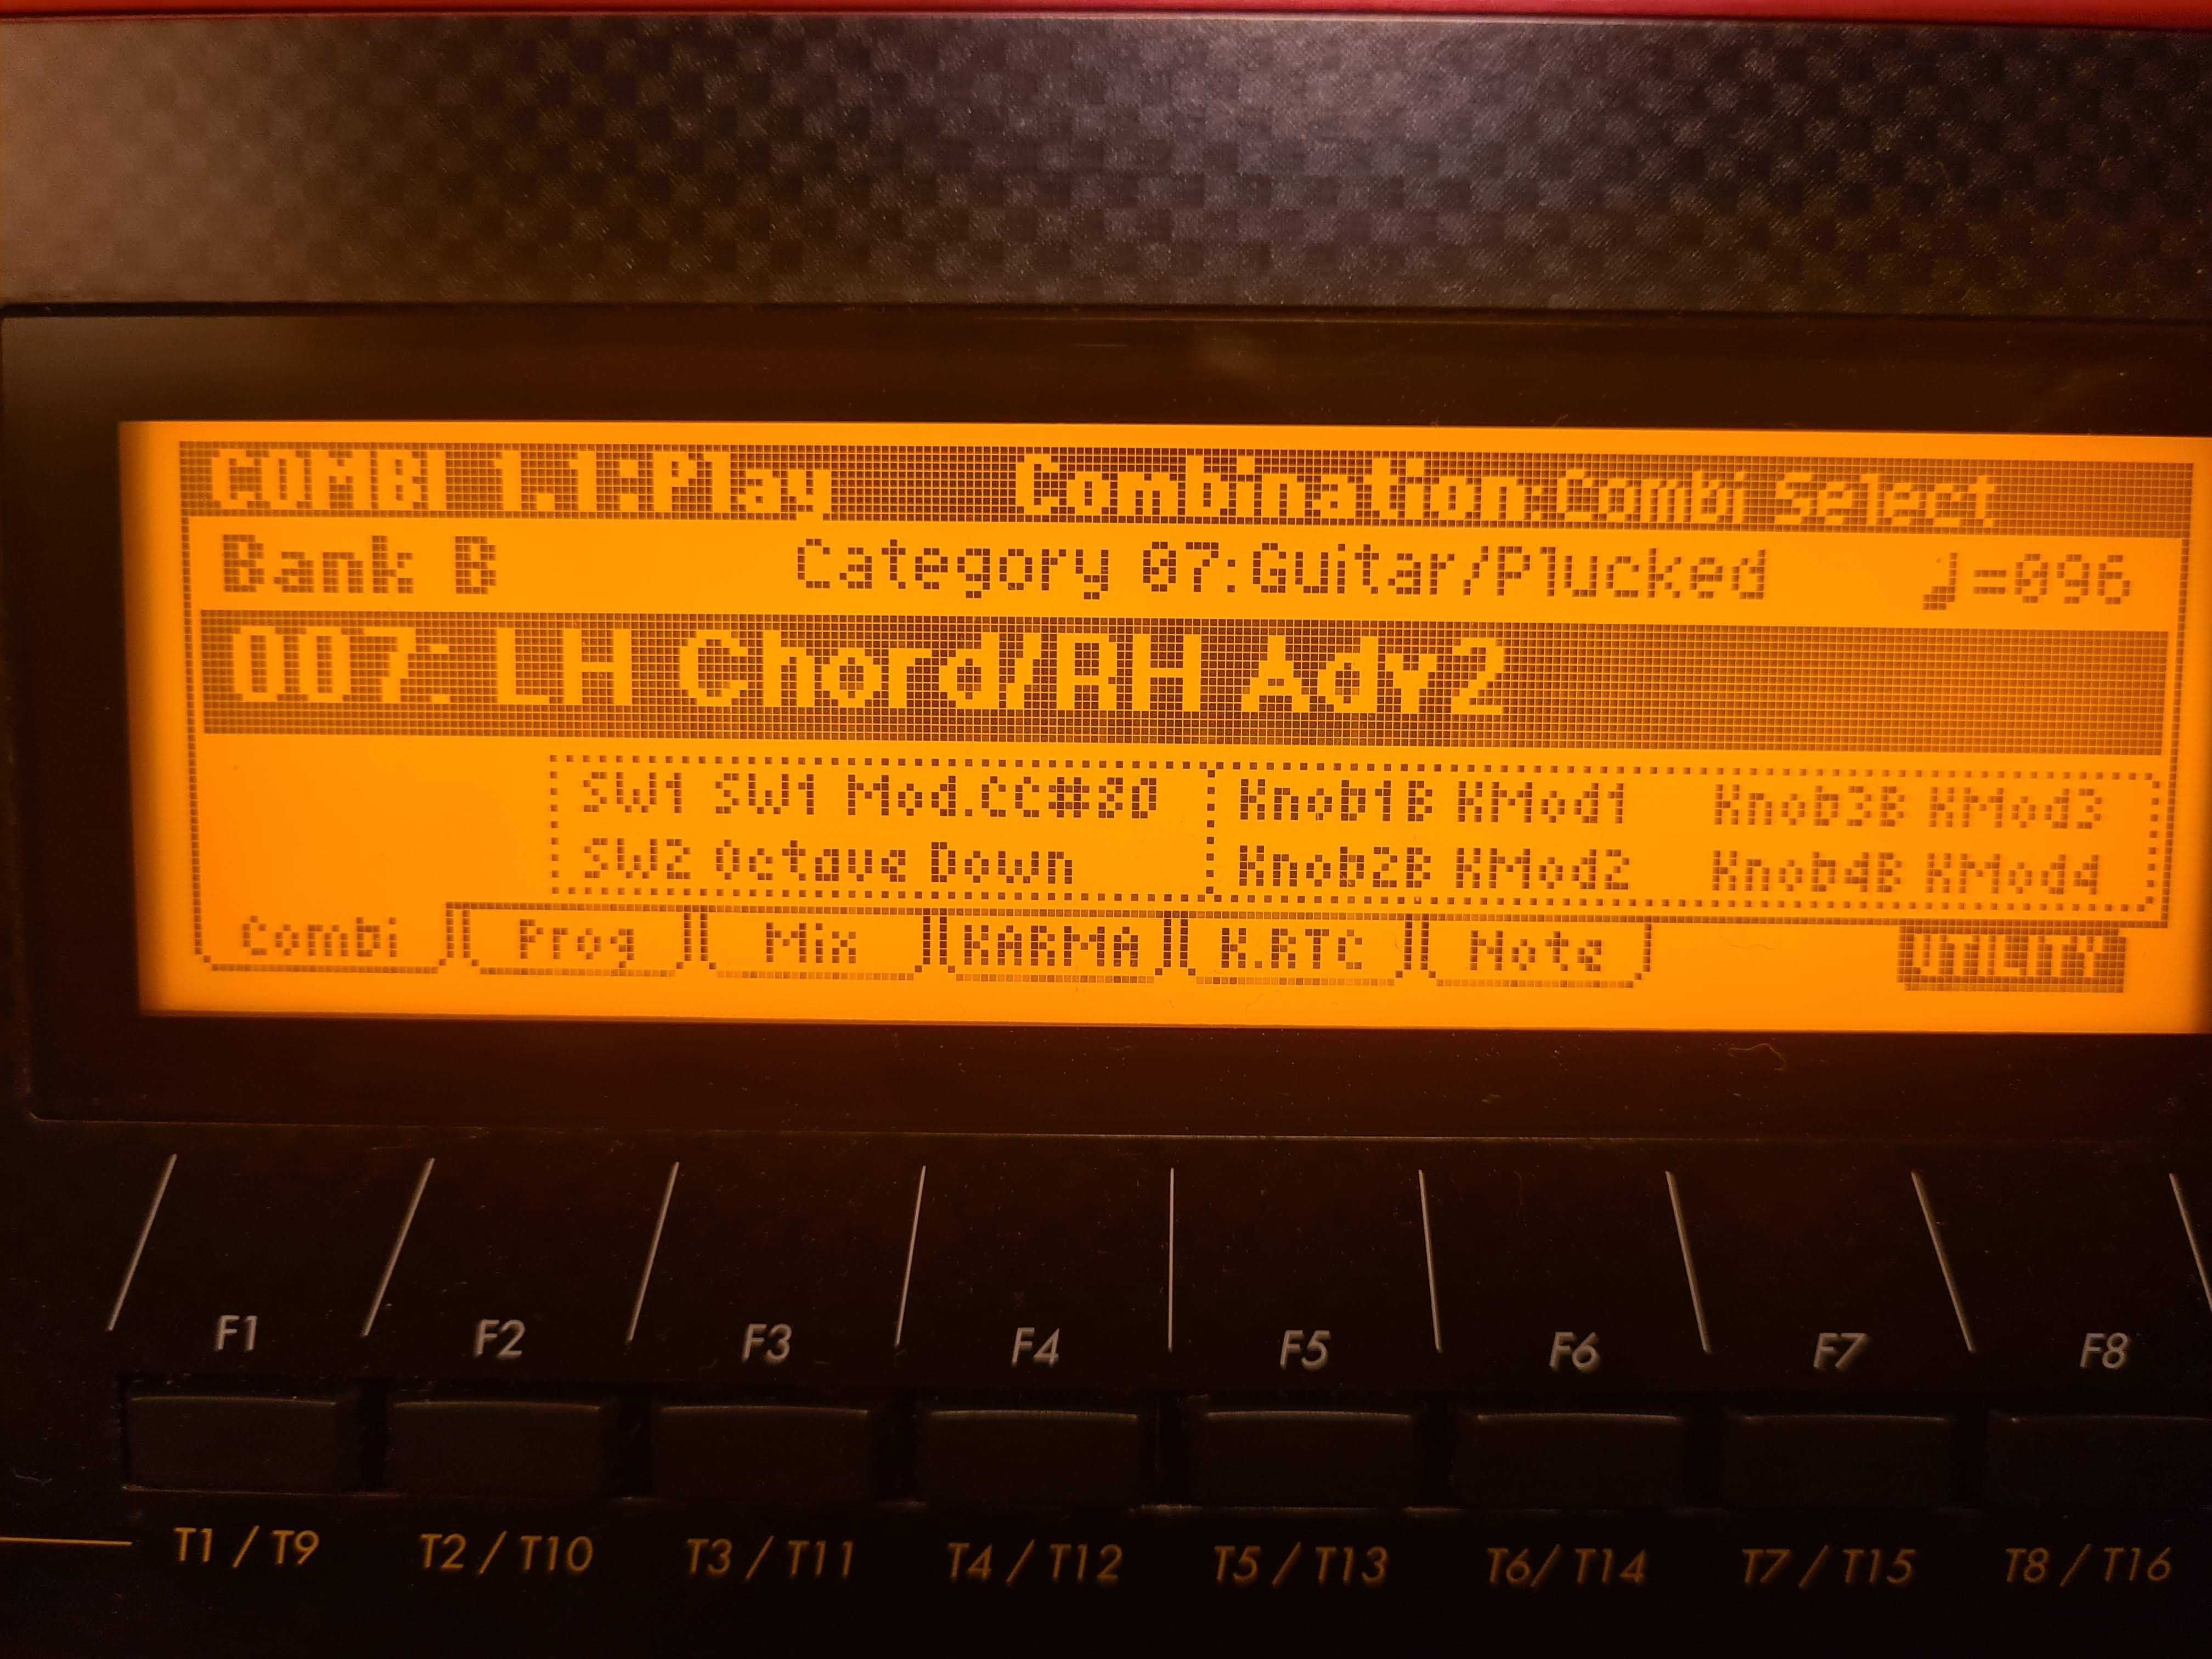 COMBI 1.1:Play Combination:Combi Select
Bank B Category 07:Guitar/Plucked ♩=096
007: LH Chord/RH Ady2
SW1 SW1 Mod.CC#80 Knob1B KMod1 Knob3B KMod3
SW2 Octave Down Knob2B KMod2 Knob4B KMod4
Combi Prog Mix KARMA K.RTC Note UTILITY
F1 F2 F3 F4 F5 F6 F7 F8
T1 / T9 T2 / T10 T3 / T11 T4 / T12 T5 / T13 T6/ T14 T7 / T15 T8 / T16